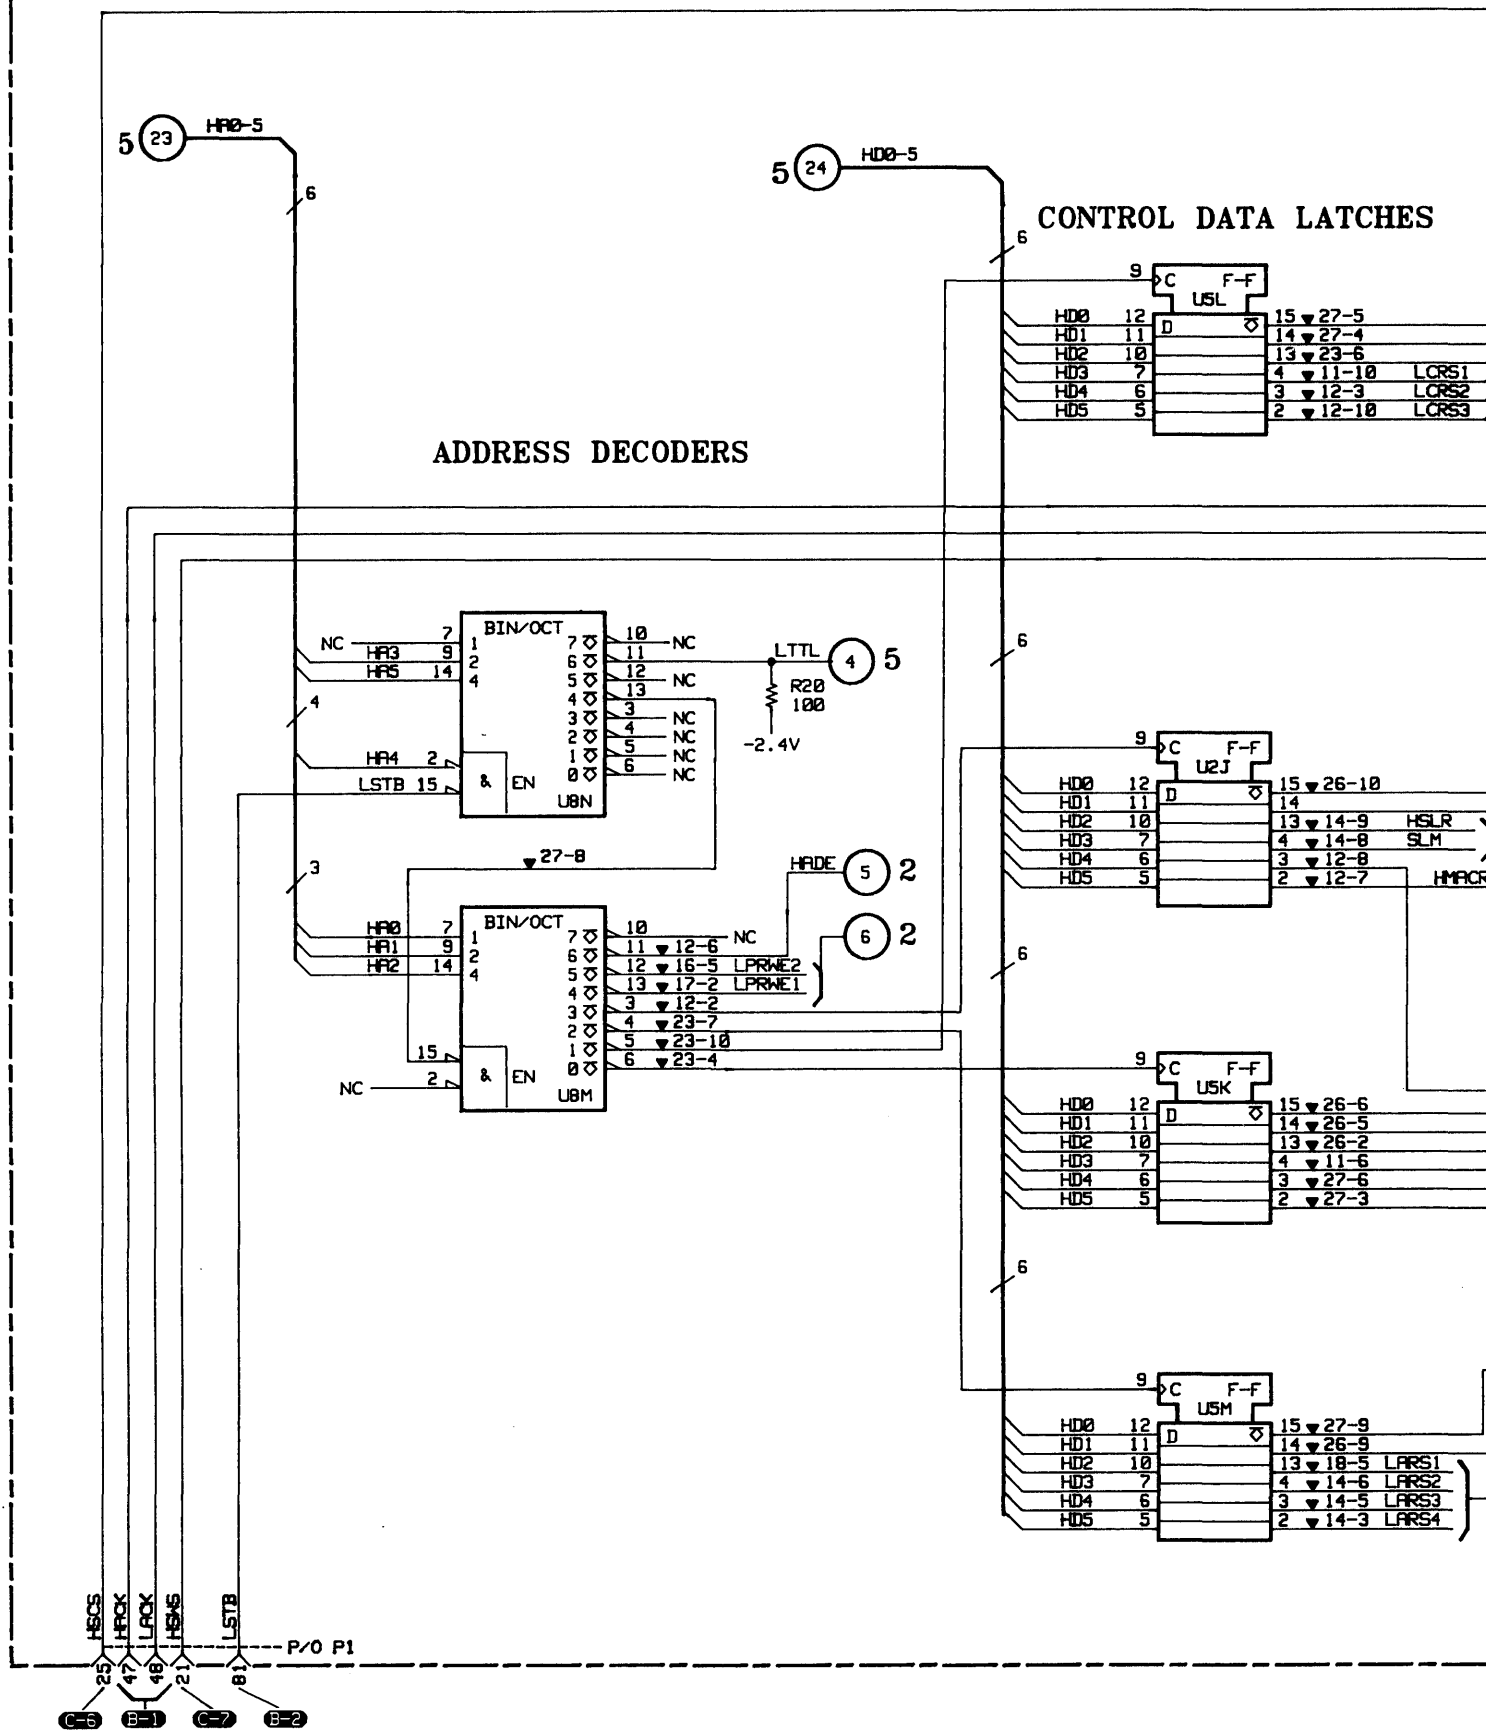 5 23 HA0-5
6
5 24 HD0-5
6
CONTROL DATA LATCHES
9 C F-F
U5L
HD0 12 D 15 ▼ 27-5
HD1 11 14 ▼ 27-4
HD2 10 13 ▼ 23-6
HD3 7 4 ▼ 11-10 LCRS1
HD4 6 3 ▼ 12-3 LCRS2
HD5 5 2 ▼ 12-10 LCRS3
ADDRESS DECODERS
BIN/OCT
NC 7 1 7 10 NC
HA3 9 2 6 11 LTTL 4 5
HA5 14 4 5 12 NC
4 13
3 3 NC
2 4 NC
1 5 NC
0 6 NC
R20
100
-2.4V
4
HA4 2
LSTB 15 & EN
U8N
▼ 27-8
3
6
9 C F-F
U2J
HD0 12 D 15 ▼ 26-10
HD1 11 14
HD2 10 13 ▼ 14-9 HSLR
HD3 7 4 ▼ 14-8 SLM
HD4 6 3 ▼ 12-8
HD5 5 2 ▼ 12-7 HMACR
HADE 5 2
6 2
BIN/OCT
HA0 7 1 7 10 NC
HA1 9 2 6 11 ▼ 12-6
HA2 14 4 5 12 ▼ 16-5 LPRWE2
4 13 ▼ 17-2 LPRWE1
3 3 ▼ 12-2
2 4 ▼ 23-7
1 5 ▼ 23-10
0 6 ▼ 23-4
15
NC 2 & EN
U8M
6
9 C F-F
U5K
HD0 12 D 15 ▼ 26-6
HD1 11 14 ▼ 26-5
HD2 10 13 ▼ 26-2
HD3 7 4 ▼ 11-6
HD4 6 3 ▼ 27-6
HD5 5 2 ▼ 27-3
6
9 C F-F
U5M
HD0 12 D 15 ▼ 27-9
HD1 11 14 ▼ 26-9
HD2 10 13 ▼ 18-5 LARS1
HD3 7 4 ▼ 14-6 LARS2
HD4 6 3 ▼ 14-5 LARS3
HD5 5 2 ▼ 14-3 LARS4
HSCS HACK LACK HSWS LSTB
P/O P1
25 47 48 21 81
C-6 B-1 C-7 B-2